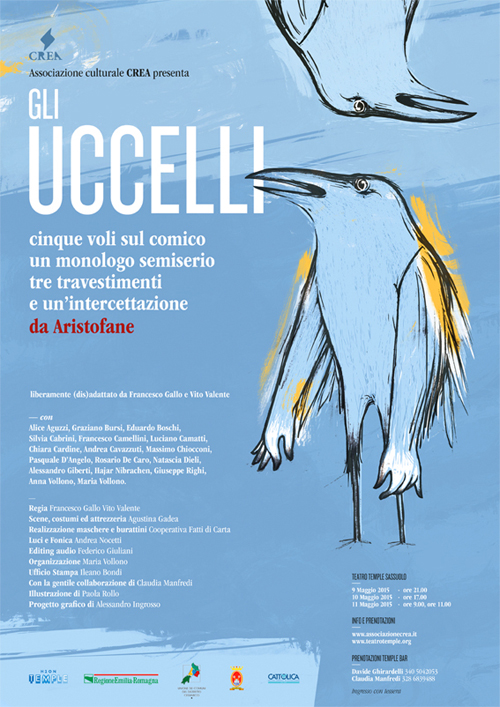 CREA
Associazione culturale CREA presenta
GLI
UCCELLI
cinque voli sul comico
un monologo semiserio
tre travestimenti
e un'intercettazione
da Aristofane
liberamente (dis)adattato da Francesco Gallo e Vito Valente
— con
Alice Aguzzi, Graziano Bursi, Eduardo Boschi,
Silvia Cabrini, Francesco Camellini, Luciano Camatti,
Chiara Cardine, Andrea Cavazzuti, Massimo Chiocconi,
Pasquale D'Angelo, Rosario De Caro, Natascia Dieli,
Alessandro Giberti, Hajar Nibrachen, Giuseppe Righi,
Anna Vollono, Maria Vollono.
—
Regia Francesco Gallo Vito Valente
Scene, costumi ed attrezzeria Agustina Gadea
Realizzazione maschere e burattini Cooperativa Fatti di Carta
Luci e Fonica Andrea Nocetti
Editing audio Federico Giuliani
Organizzazione Maria Vollono
Ufficio Stampa Ileano Bondi
Con la gentile collaborazione di Claudia Manfredi
Illustrazione di Paola Rollo
Progetto grafico di Alessandro Ingrosso
TEATRO TEMPLE SASSUOLO
9 Maggio 2015 - ore 21.00
10 Maggio 2015 - ore 17.00
11 Maggio 2015 - ore 9.00, ore 11.00
INFO E PRENOTAZIONI
www.associazionecrea.it
www.teatrotemple.org
PRENOTAZIONI TEMPLE BAR
Davide Ghirardelli 349 5042053
Claudia Manfredi 328 6839480
TEMPLE
RegioneEmilia Romagna
CATTOLICA